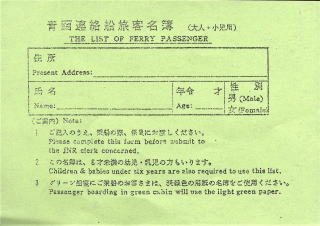 青函連絡船旅客名簿 (大人・小児用)
THE LIST OF FERRY PASSENGER
住所
Present Address:
氏名 年令 才 性別
Name: Age: 男 (Male)
女 (Female)
(ご案内) Note:
1 ご記入のうえ、乗船の際、係員にお渡しください。
Please complete this form before submit to
the JNR clerk concerned.
2 この名簿は、6才未満の幼児・乳児の方もいります。
Children & babies under six years are also required to use this list.
3 グリーン船室にご乗船のお客さまは、淡緑色の用紙の名簿をご使用ください。
Passenger boarding in green cabin will use the light green paper.